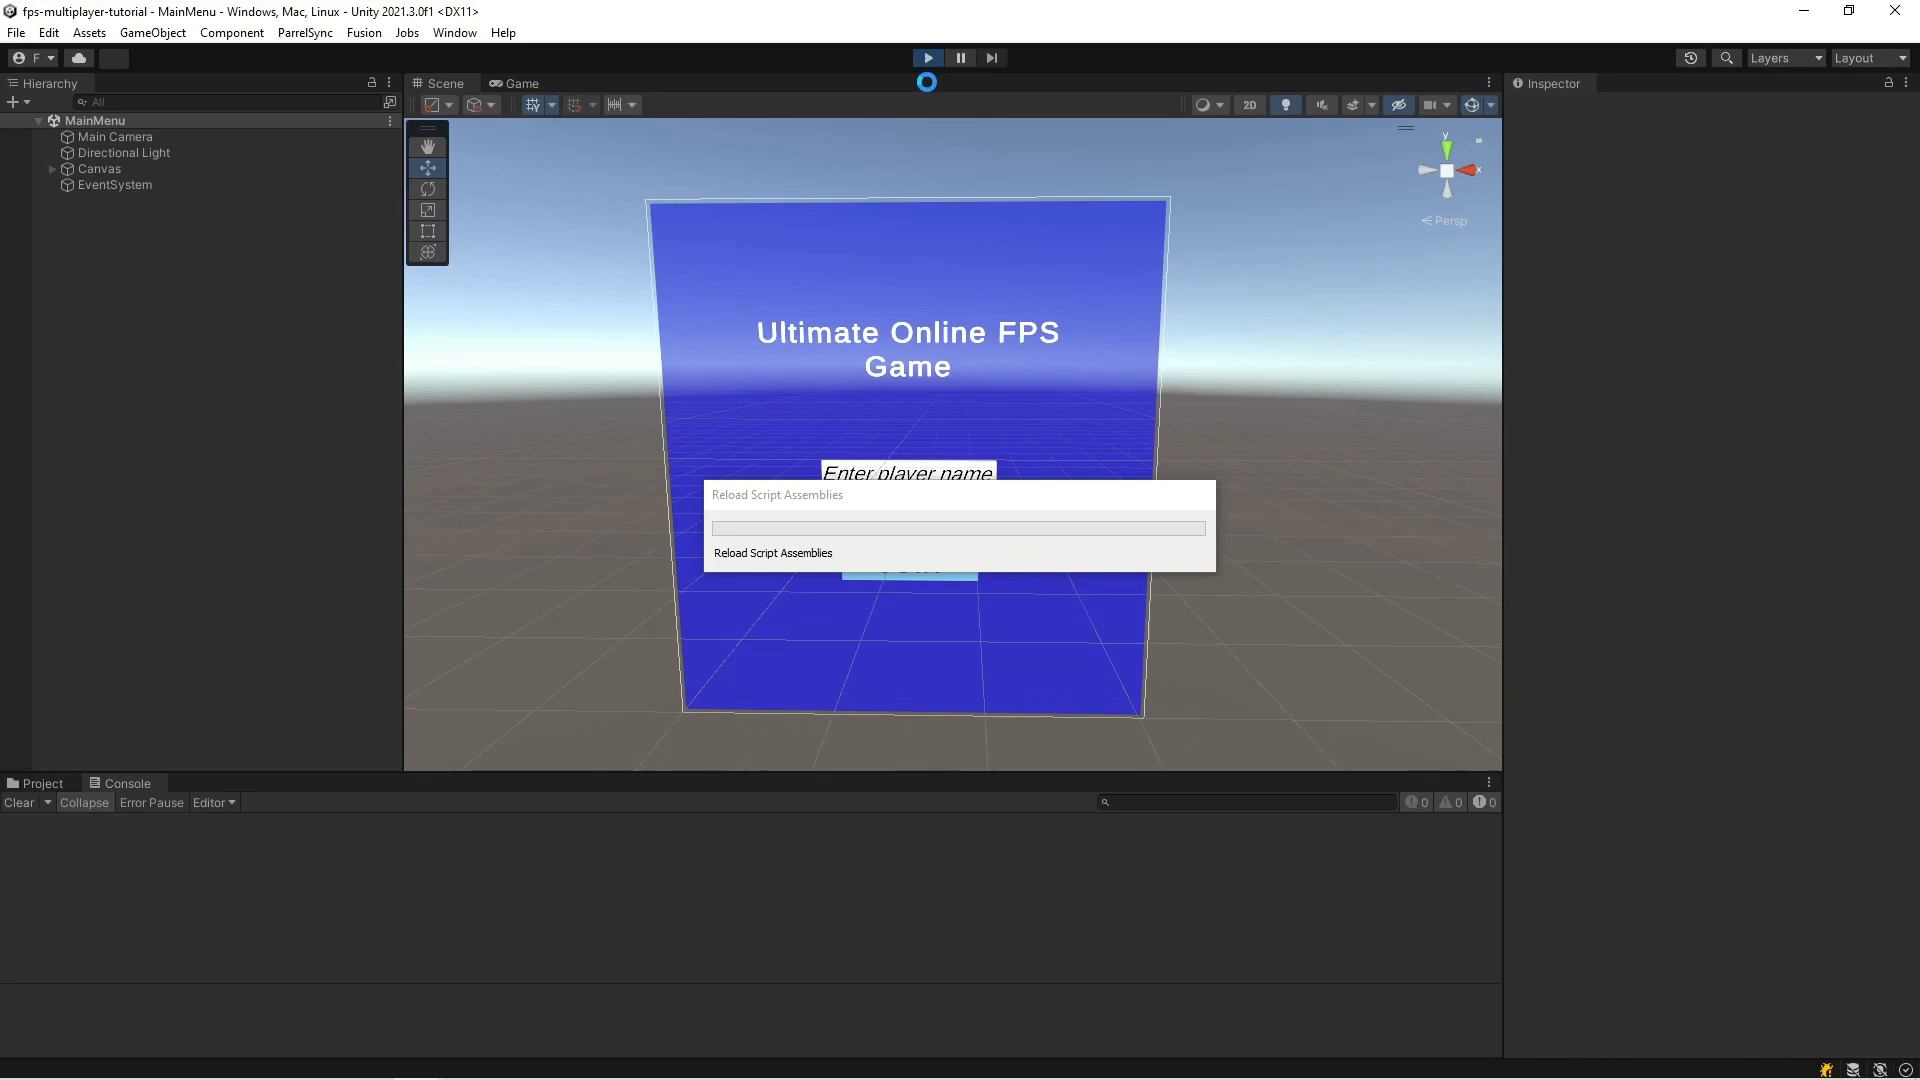 fps-multiplayer-tutorial - MainMenu - Windows, Mac, Linux - Unity 2021.3.0f1 <DX11>
File Edit Assets GameObject Component ParrelSync Fusion Jobs Window Help
F Layers Layout
Hierarchy Scene Game Inspector
All 2D
MainMenu
Main Camera
Directional Light
Canvas
EventSystem
y
x
Persp
Ultimate Online FPS
Game
Enter player name
Reload Script Assemblies
Reload Script Assemblies
Project Console
Clear Collapse Error Pause Editor 0 0 0